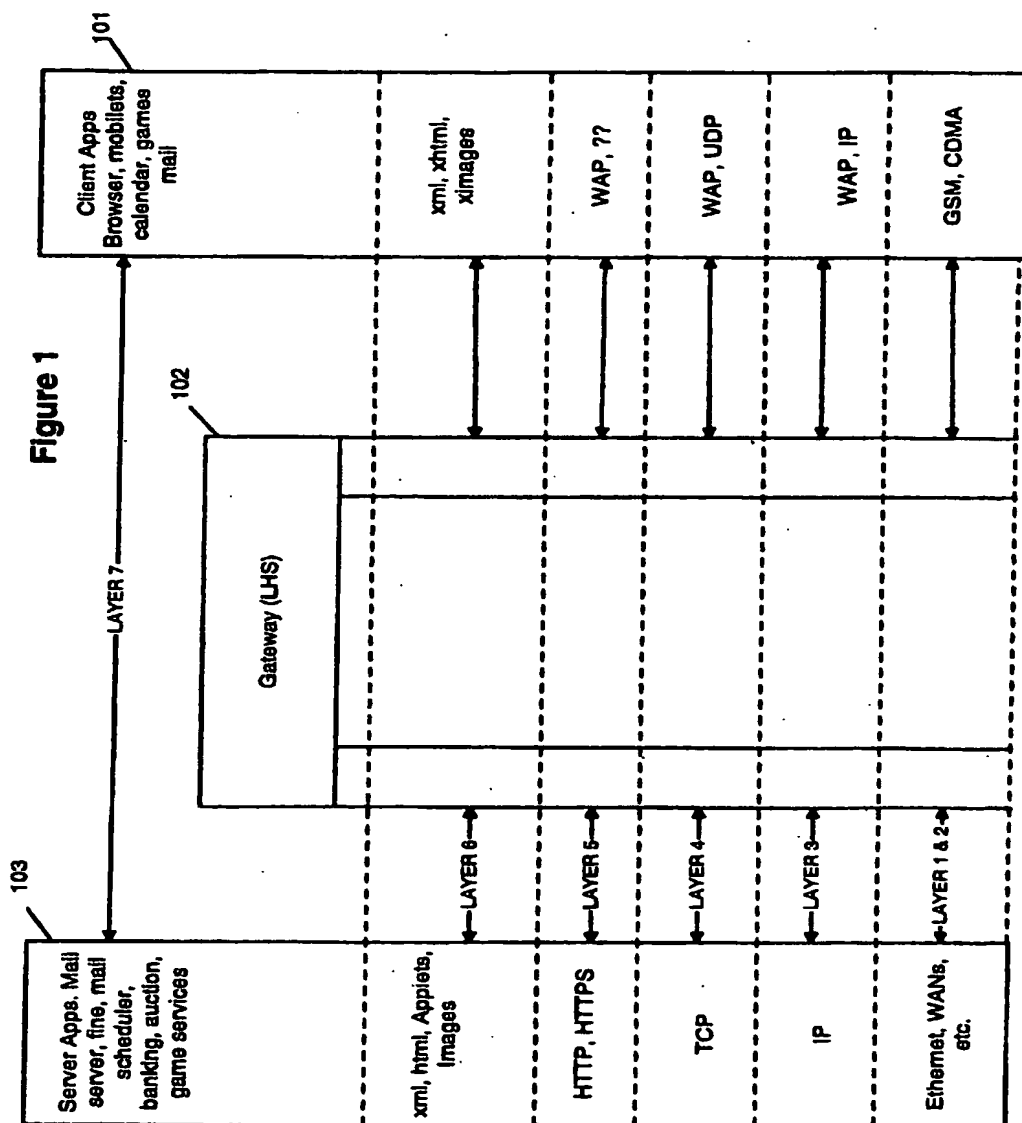 Figure 1
103
Server Apps. Mail
server, fine, mail
scheduler,
banking, auction,
game services
xml, html, Applets,
Images
HTTP, HTTPS
TCP
IP
Ethernet, WANs,
etc.
LAYER 7
LAYER 6
LAYER 5
LAYER 4
LAYER 3
LAYER 1 & 2
102
Gateway (LHS)
101
Client Apps
Browser, mobilets,
calendar, games
mail
xml, xhtml,
ximages
WAP, ??
WAP, UDP
WAP, IP
GSM, CDMA